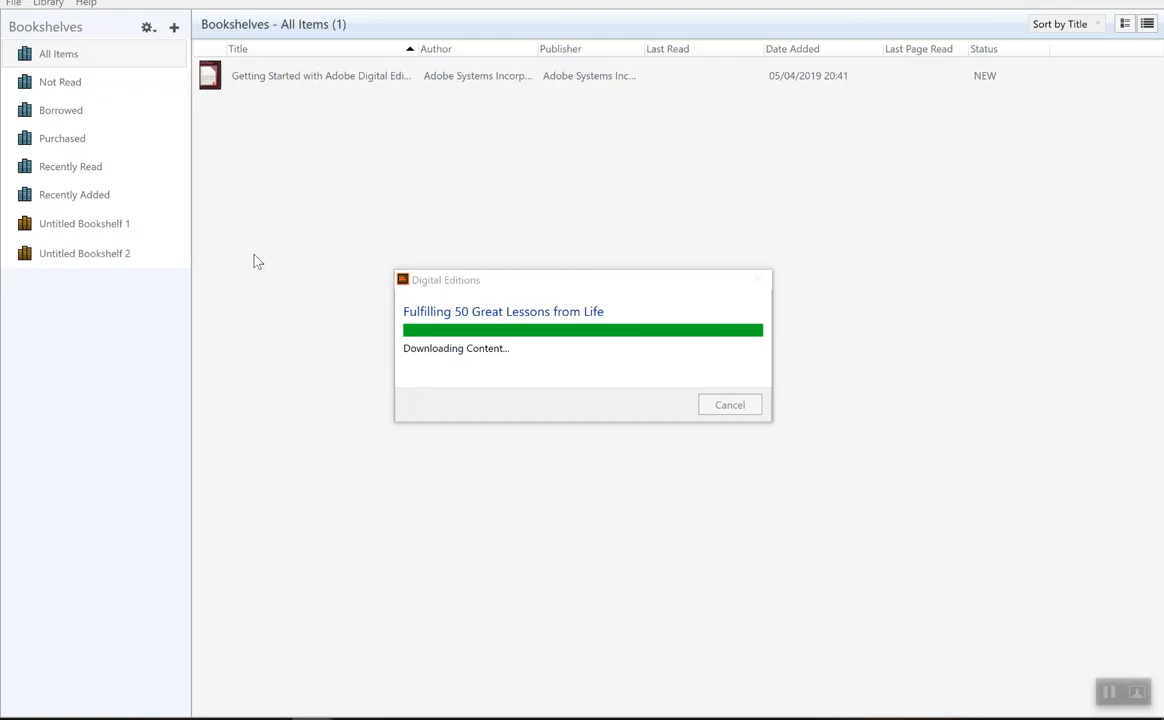 File Library Help
Bookshelves
Bookshelves - All Items (1)
Sort by Title
Title Author Publisher Last Read Date Added Last Page Read Status
Getting Started with Adobe Digital Edi... Adobe Systems Incorp... Adobe Systems Inc... 05/04/2019 20:41 NEW
All Items
Not Read
Borrowed
Purchased
Recently Read
Recently Added
Untitled Bookshelf 1
Untitled Bookshelf 2
Digital Editions
Fulfilling 50 Great Lessons from Life
Downloading Content...
Cancel